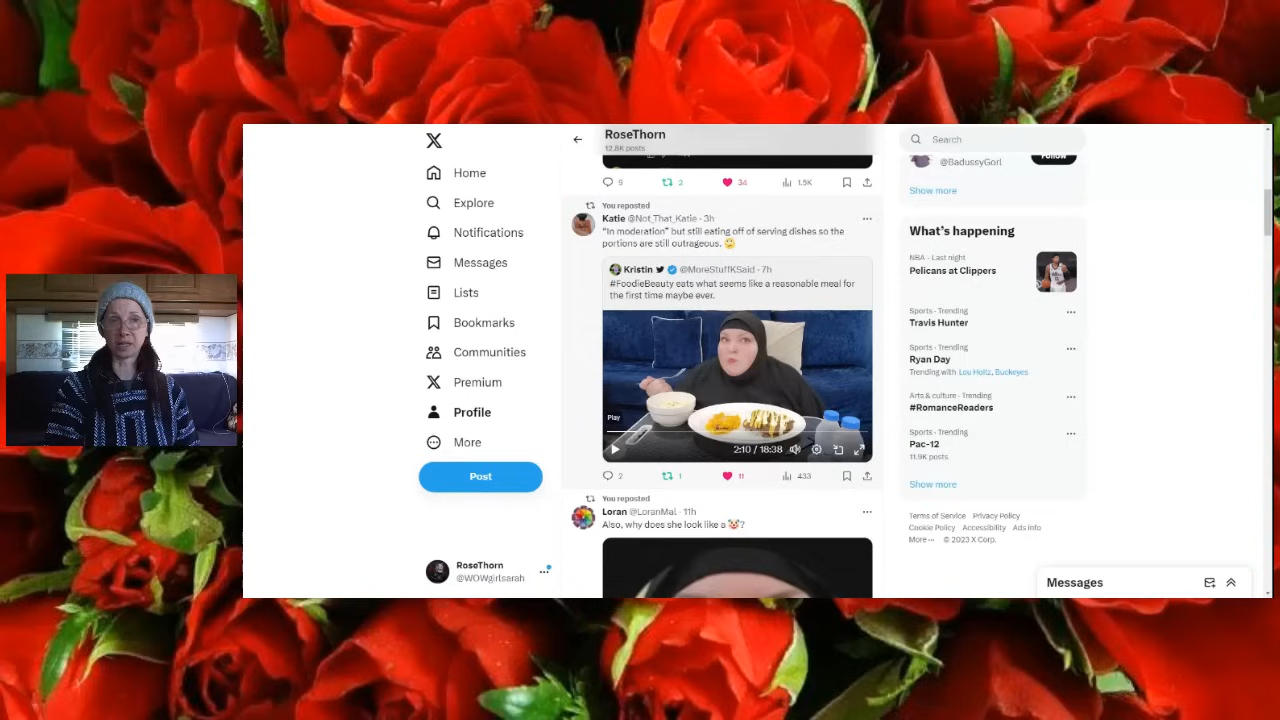 Home
Explore
Notifications
Messages
Lists
Bookmarks
Communities
Premium
Profile
More
Post
RoseThorn
@WOWgirlsarah
RoseThorn
12.8K posts
9 2 34 1.5K
You reposted
Katie @Not_That_Katie · 3h
“In moderation” but still eating off of serving dishes so the
portions are still outrageous. 🙄
Kristin @MoreStuffKSaid · 7h
#FoodieBeauty eats what seems like a reasonable meal for
the first time maybe ever.
Play
2:10 / 18:38
2 1 11 433
You reposted
Loran @LoranMal · 11h
Also, why does she look like a 🤡?
Search
@BadussyGorl
Follow
Show more
What’s happening
NBA · Last night
Pelicans at Clippers
Sports · Trending
Travis Hunter
Sports · Trending
Ryan Day
Trending with Lou Holtz, Buckeyes
Arts & culture · Trending
#RomanceReaders
Sports · Trending
Pac-12
11.9K posts
Show more
Terms of Service Privacy Policy
Cookie Policy Accessibility Ads info
More ··· © 2023 X Corp.
Messages